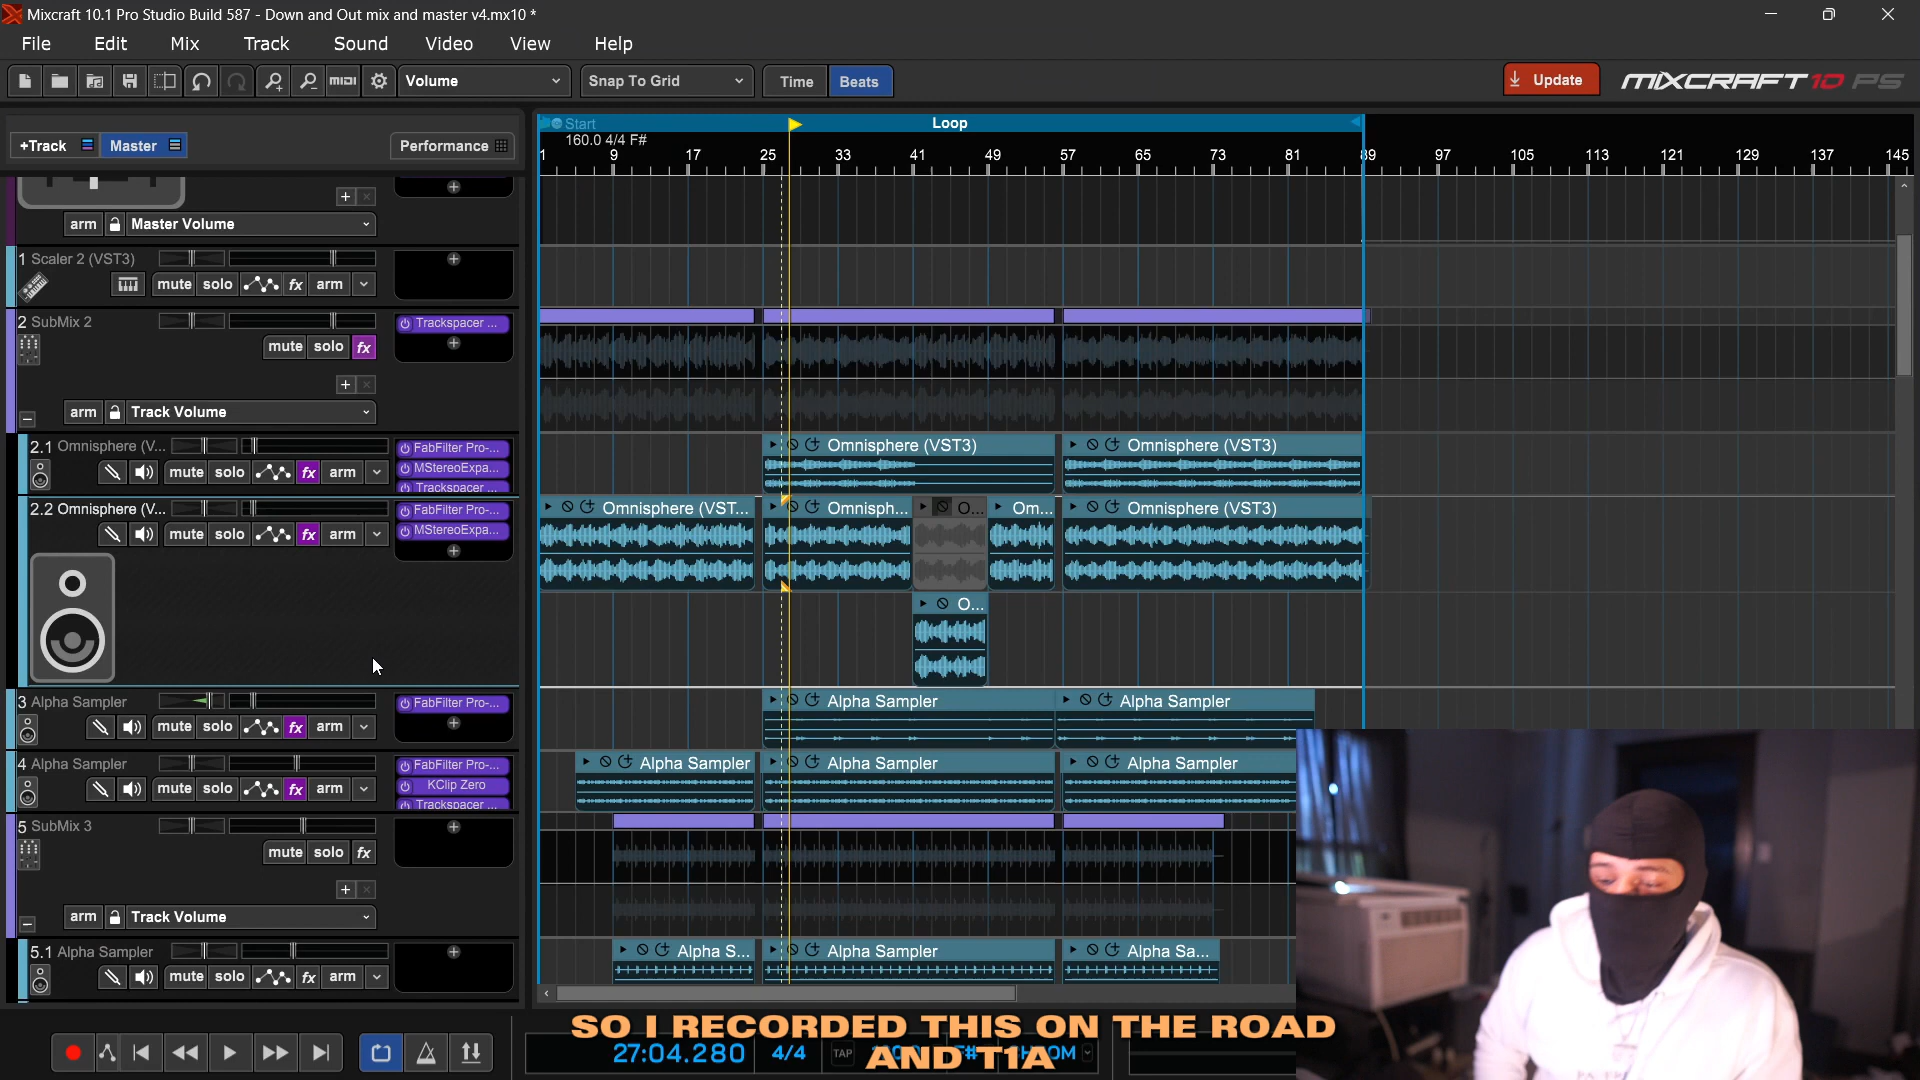 Mixcraft 10.1 Pro Studio Build 587 - Down and Out mix and master v4.mx10 *
File Edit Mix Track Sound Video View Help
MIDI Volume Snap To Grid Time Beats Update MIXCRAFT 10 PS
+Track Master Performance
Start Loop
160.0 4/4 F#
1 9 17 25 33 41 49 57 65 73 81 89 97 105 113 121 129 137 145
arm Master Volume
1 Scaler 2 (VST3)
mute solo fx arm
2 SubMix 2 Trackspacer ...
mute solo fx
arm Track Volume
2.1 Omnisphere (V... FabFilter Pro-... Omnisphere (VST3) Omnisphere (VST3)
mute solo fx arm MStereoExpa...
Trackspacer ...
2.2 Omnisphere (V... FabFilter Pro-... Omnisphere (VST... Omnisph... O... Om... Omnisphere (VST3)
mute solo fx arm MStereoExpa...
O...
3 Alpha Sampler FabFilter Pro-... Alpha Sampler Alpha Sampler
mute solo fx arm
4 Alpha Sampler FabFilter Pro-... Alpha Sampler Alpha Sampler Alpha Sampler
mute solo fx arm KClip Zero
Trackspacer ...
5 SubMix 3
mute solo fx
arm Track Volume
5.1 Alpha Sampler Alpha S... Alpha Sampler Alpha Sa...
mute solo fx arm
SO I RECORDED THIS ON THE ROAD
AND T1A
27:04.280 4/4 TAP